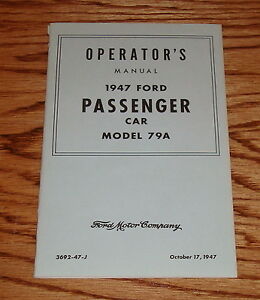 OPERATOR'S
MANUAL
1947 FORD
PASSENGER
CAR
MODEL 79A
Ford Motor Company
3692-47-J October 17, 1947